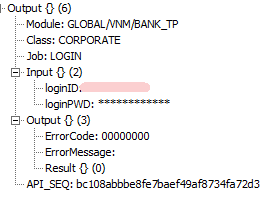 Output {} (6)
Module: GLOBAL/VNM/BANK_TP
Class: CORPORATE
Job: LOGIN
Input {} (2)
loginID:
loginPWD: ************
Output {} (3)
ErrorCode: 00000000
ErrorMessage:
Result {} (0)
API_SEQ: bc108abbbe8fe7baef49af8734fa72d3